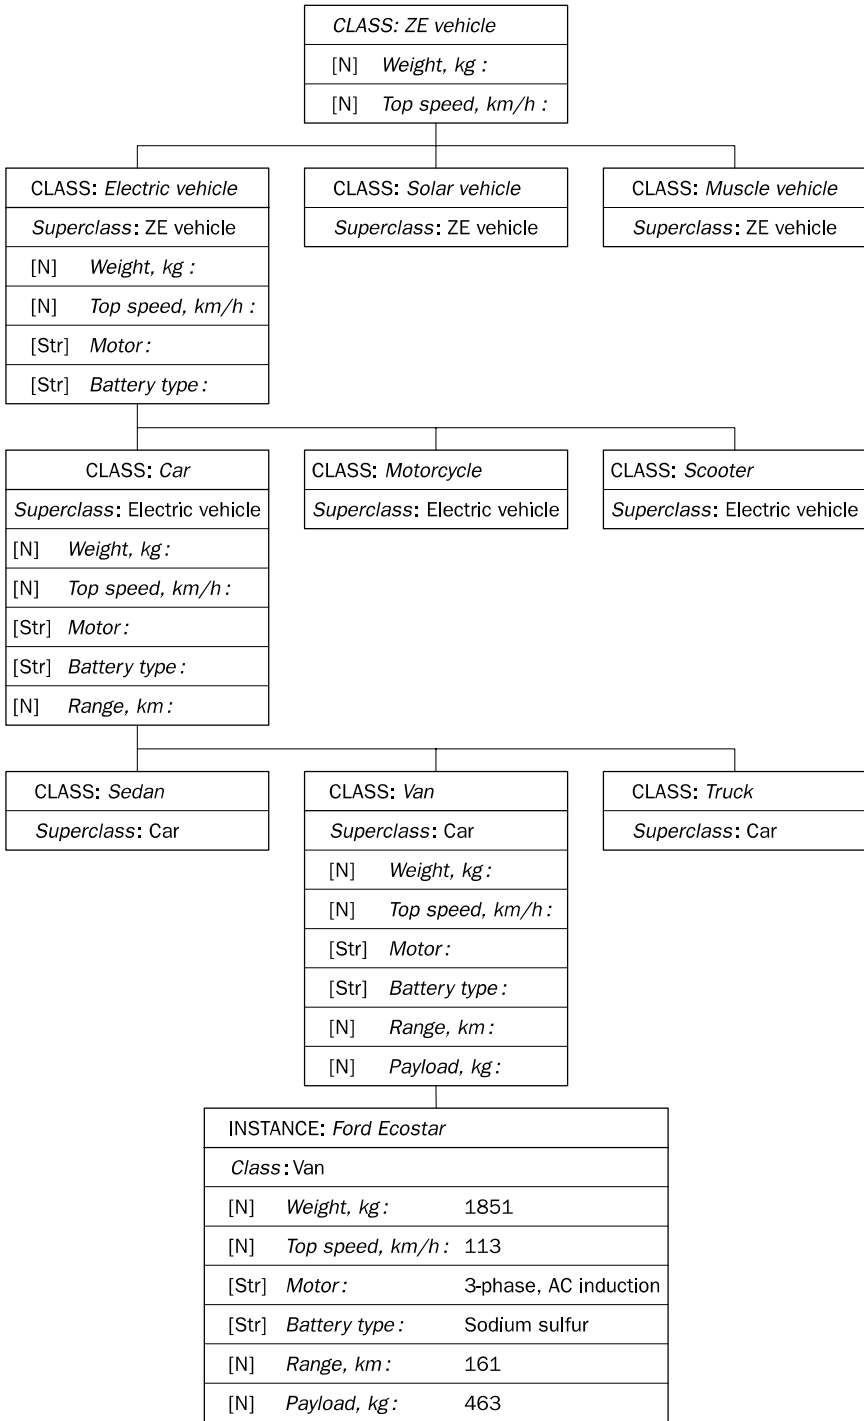 CLASS: ZE vehicle
[N] Weight, kg :
[N] Top speed, km/h :
CLASS: Electric vehicle
Superclass: ZE vehicle
[N] Weight, kg :
[N] Top speed, km/h :
[Str] Motor :
[Str] Battery type :
CLASS: Solar vehicle
Superclass: ZE vehicle
CLASS: Muscle vehicle
Superclass: ZE vehicle
CLASS: Car
Superclass: Electric vehicle
[N] Weight, kg :
[N] Top speed, km/h :
[Str] Motor :
[Str] Battery type :
[N] Range, km :
CLASS: Motorcycle
Superclass: Electric vehicle
CLASS: Scooter
Superclass: Electric vehicle
CLASS: Sedan
Superclass: Car
CLASS: Van
Superclass: Car
[N] Weight, kg :
[N] Top speed, km/h :
[Str] Motor :
[Str] Battery type :
[N] Range, km :
[N] Payload, kg :
CLASS: Truck
Superclass: Car
INSTANCE: Ford Ecostar
Class: Van
[N] Weight, kg : 1851
[N] Top speed, km/h : 113
[Str] Motor : 3-phase, AC induction
[Str] Battery type : Sodium sulfur
[N] Range, km : 161
[N] Payload, kg : 463